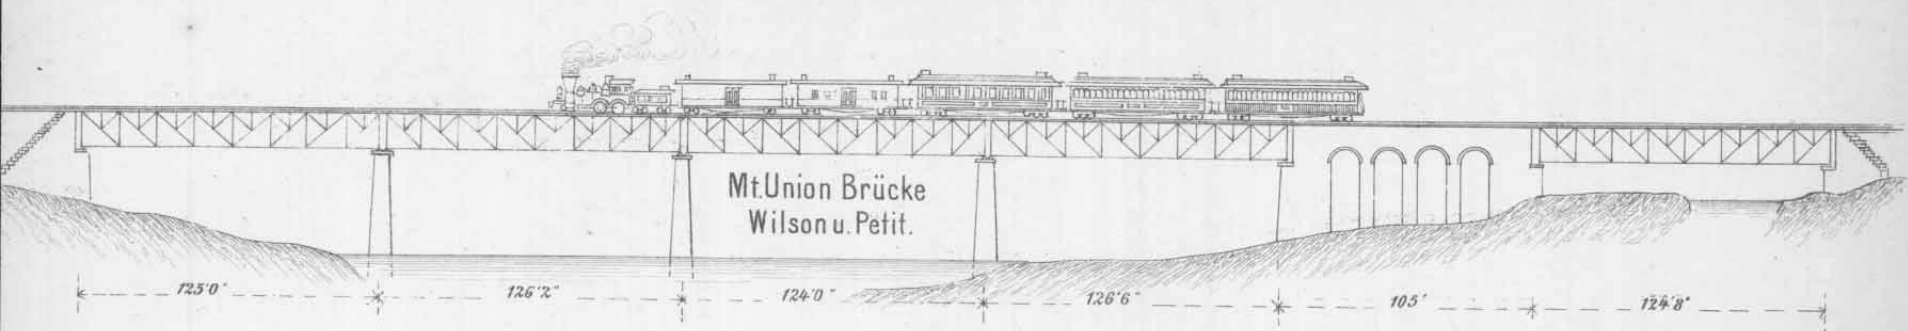 Mt. Union Brücke
Wilson u. Petit.
125'0" 126'2" 124'0" 126'6" 105' 124'8"